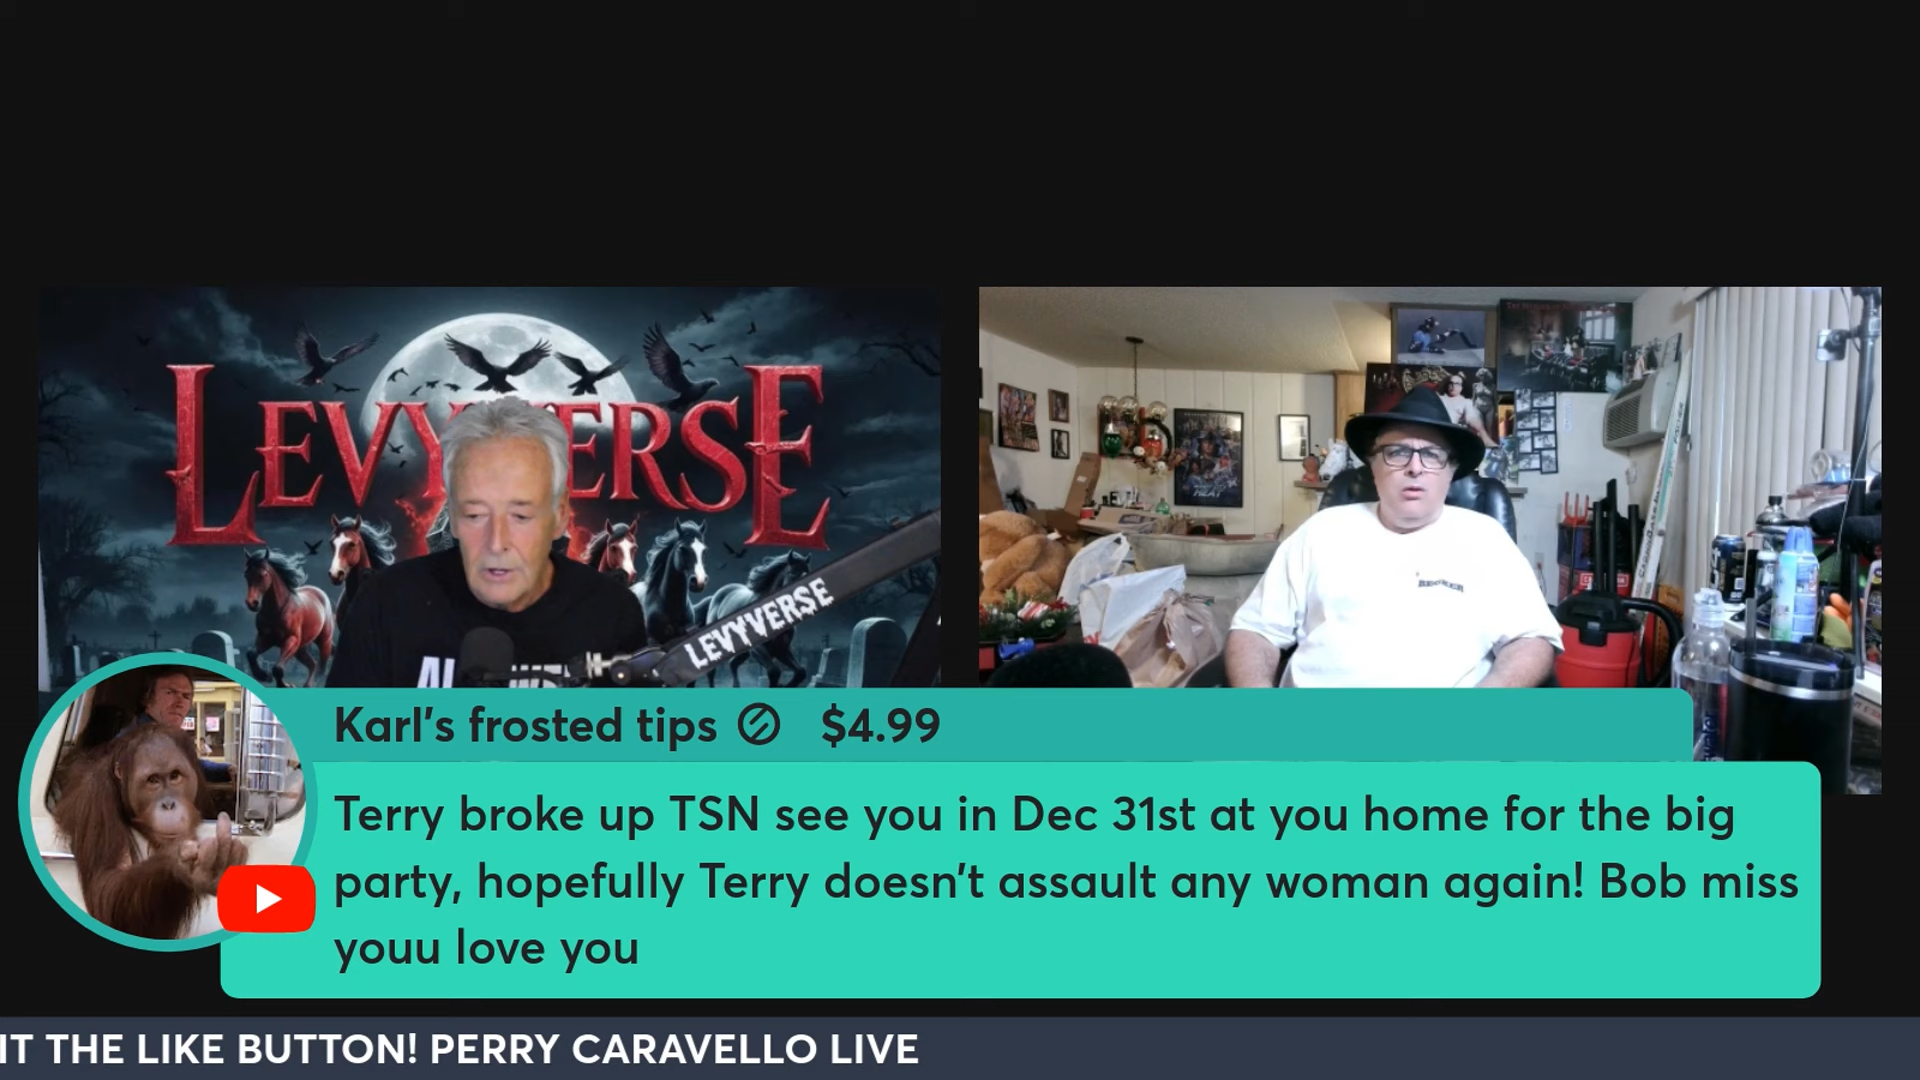 LEVYVERSE
LEVYVERSE
Karl's frosted tips $4.99
Terry broke up TSN see you in Dec 31st at you home for the big
party, hopefully Terry doesn't assault any woman again! Bob miss
youu love you
IT THE LIKE BUTTON! PERRY CARAVELLO LIVE